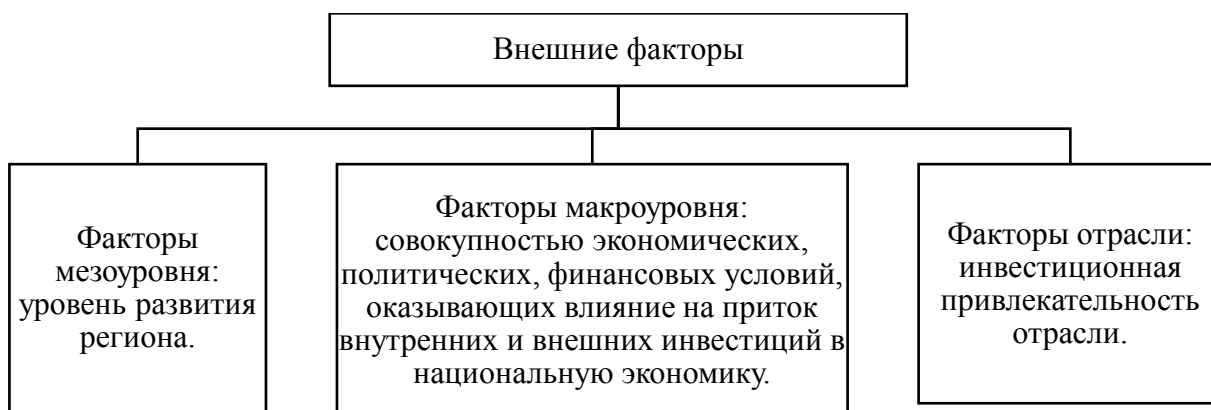 Внешние факторы
Факторы
мезоуровня:
уровень развития
региона.
Факторы макроуровня:
совокупностью экономических,
политических, финансовых условий,
оказывающих влияние на приток
внутренних и внешних инвестиций в
национальную экономику.
Факторы отрасли:
инвестиционная
привлекательность
отрасли.